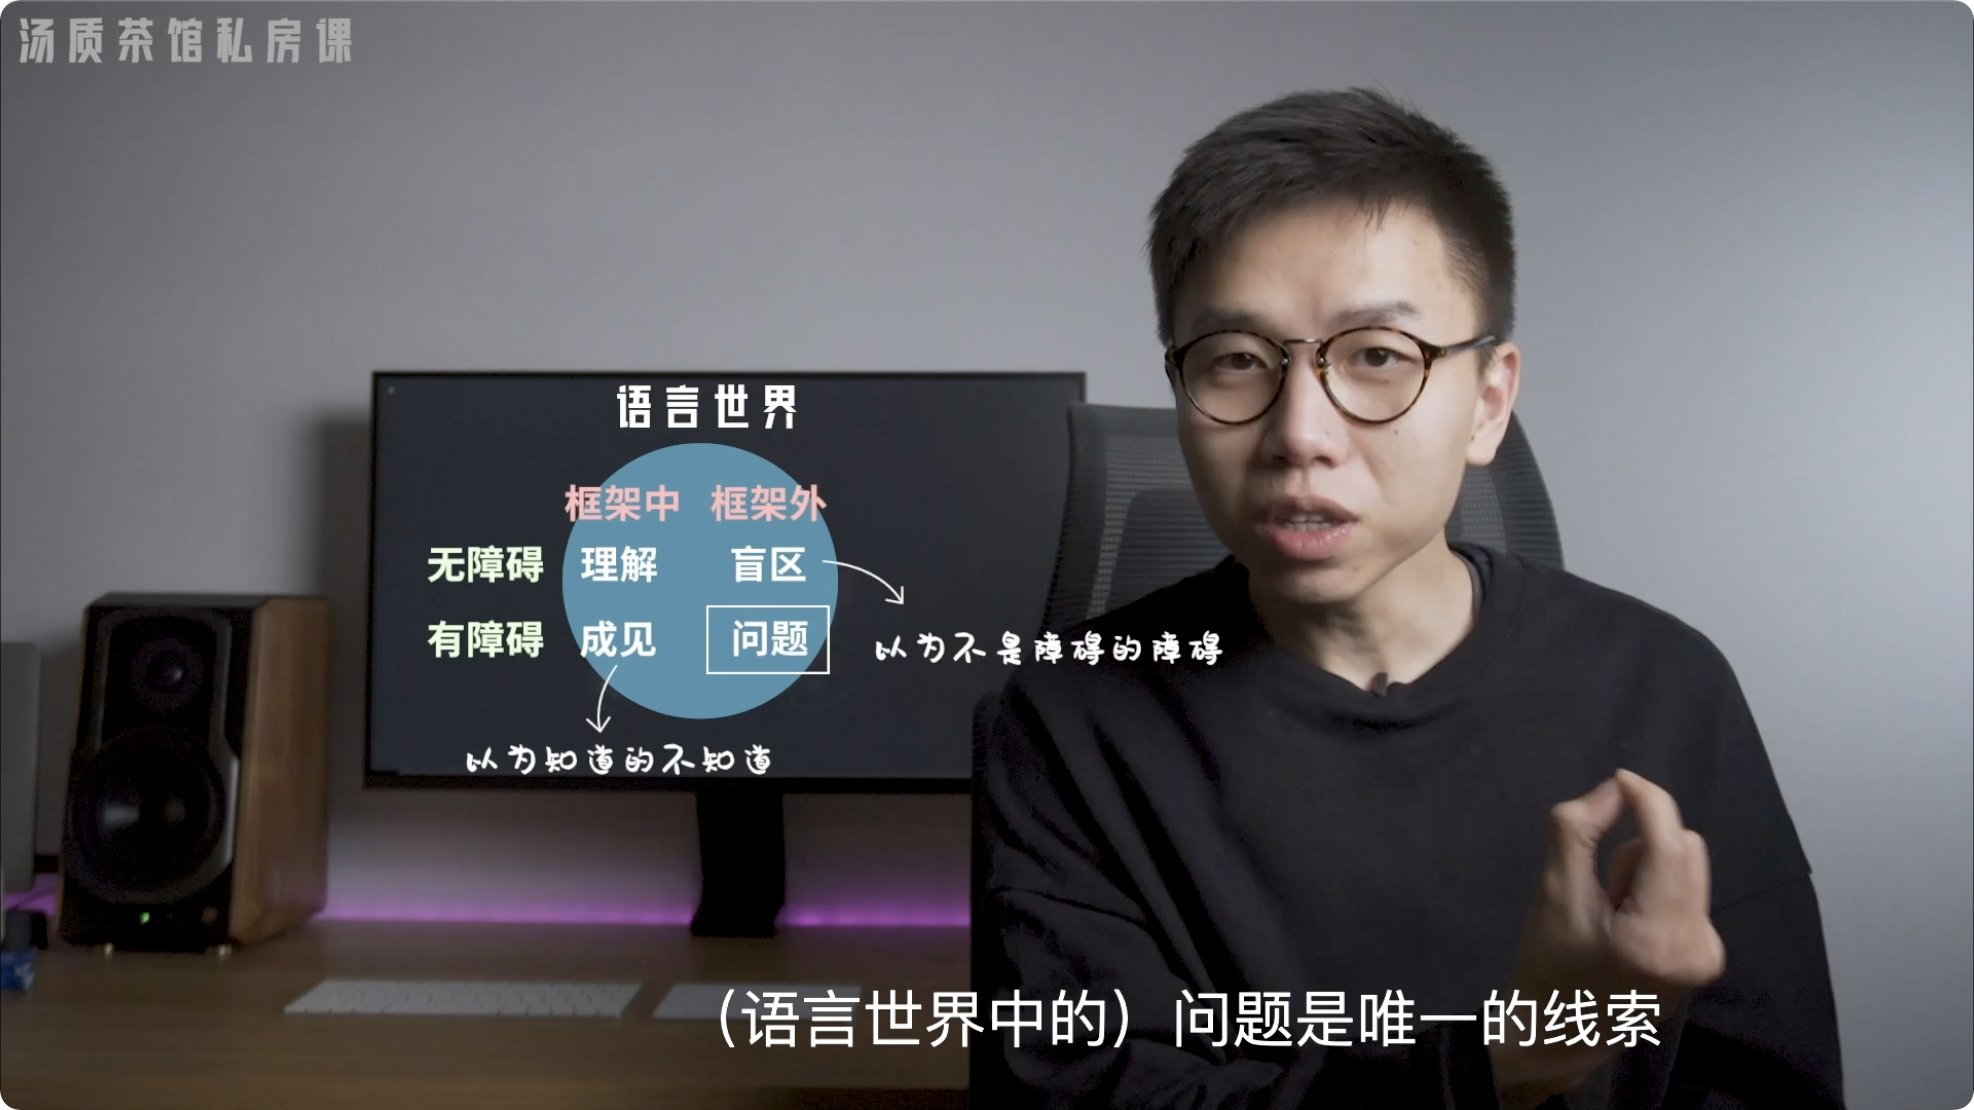 汤质茶馆私房课
语言世界
框架中 框架外
无障碍 理解 盲区
有障碍 成见 问题
以为不是障碍的障碍
以为知道的不知道
（语言世界中的）问题是唯一的线索